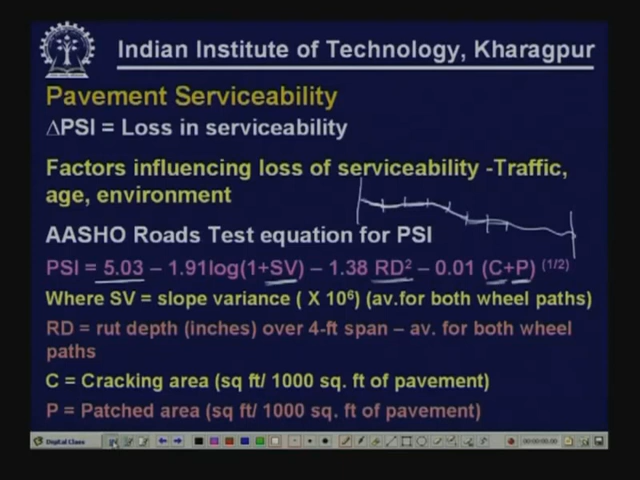 Indian Institute of Technology, Kharagpur
Pavement Serviceability
∆PSI = Loss in serviceability
Factors influencing loss of serviceability -Traffic,
age, environment
AASHO Roads Test equation for PSI
PSI = 5.03 – 1.91log(1+SV) – 1.38 RD² – 0.01 (C+P) ⁽¹/²⁾
Where SV = slope variance ( X 10⁶) (av.for both wheel paths)
RD = rut depth (inches) over 4-ft span – av. for both wheel
paths
C = Cracking area (sq ft/ 1000 sq. ft of pavement)
P = Patched area (sq ft/ 1000 sq. ft of pavement)
Digital Class